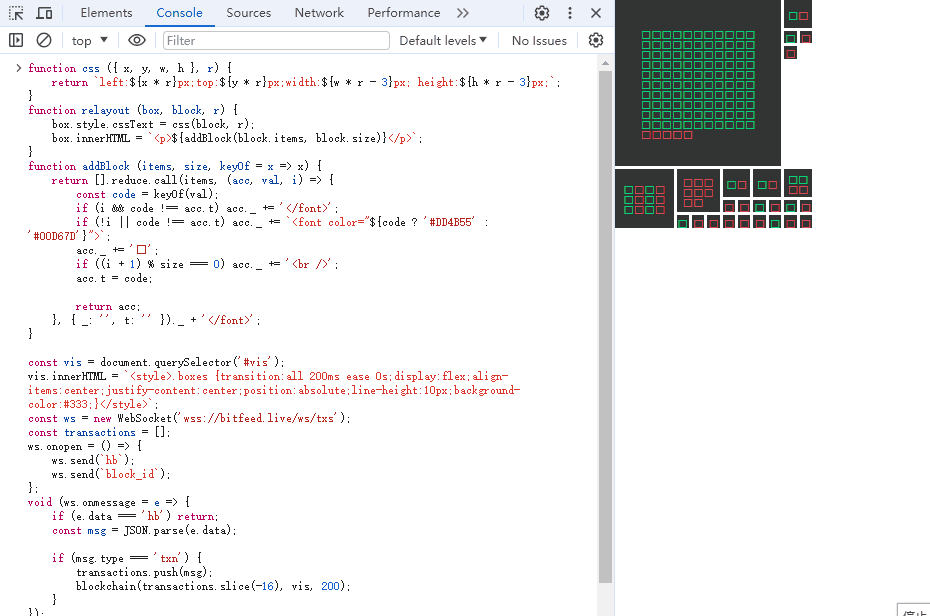 Elements Console Sources Network Performance
top Filter Default levels No Issues
function css ({ x, y, w, h }, r) {
return `left:${x * r}px;top:${y * r}px;width:${w * r - 3}px; height:${h * r - 3}px;`;
}
function relayout (box, block, r) {
box.style.cssText = css(block, r);
box.innerHTML = `<p>${addBlock(block.items, block.size)}</p>`;
}
function addBlock (items, size, keyOf = x => x) {
return [].reduce.call(items, (acc, val, i) => {
const code = keyOf(val);
if (i && code !== acc.t) acc._ += '</font>';
if (!i || code !== acc.t) acc._ += `<font color="${code ? '#DD4B55' :
'#00D67D'}">`;
acc._ += '□';
if ((i + 1) % size === 0) acc._ += '<br />';
acc.t = code;
return acc;
}, { _: '', t: '' })._ + '</font>';
}
const vis = document.querySelector('#vis');
vis.innerHTML = `<style>.boxes {transition:all 200ms ease 0s;display:flex;align-
items:center;justify-content:center;position:absolute;line-height:10px;background-
color:#333;}</style>`;
const ws = new WebSocket('wss://bitfeed.live/ws/txs');
const transactions = [];
ws.onopen = () => {
ws.send(`hb`);
ws.send(`block_id`);
};
void (ws.onmessage = e => {
if (e.data === 'hb') return;
const msg = JSON.parse(e.data);
if (msg.type === 'txn') {
transactions.push(msg);
blockchain(transactions.slice(-16), vis, 200);
}
});